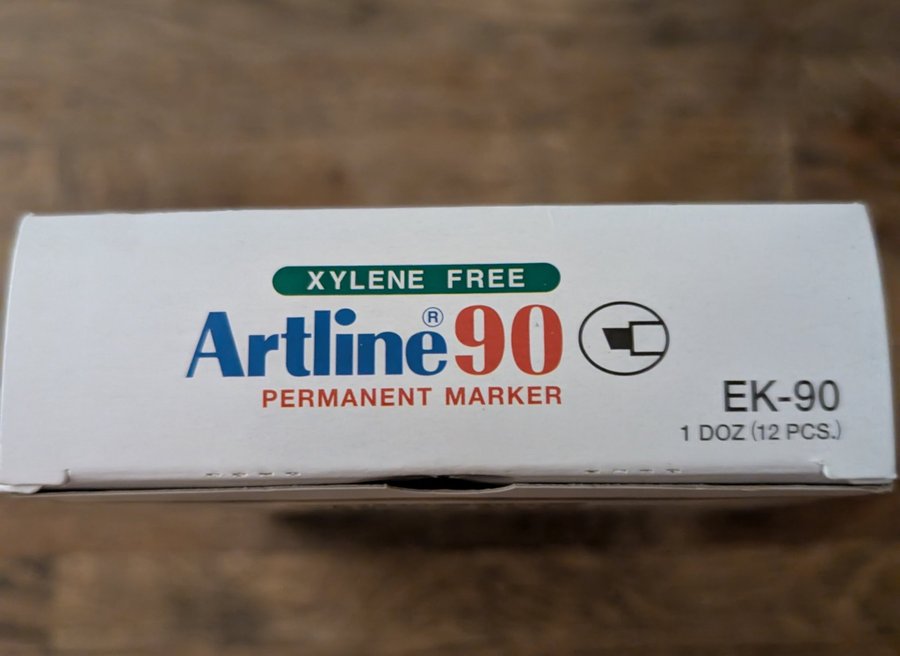 XYLENE FREE
Artline® 90
PERMANENT MARKER
EK-90
1 DOZ (12 PCS.)